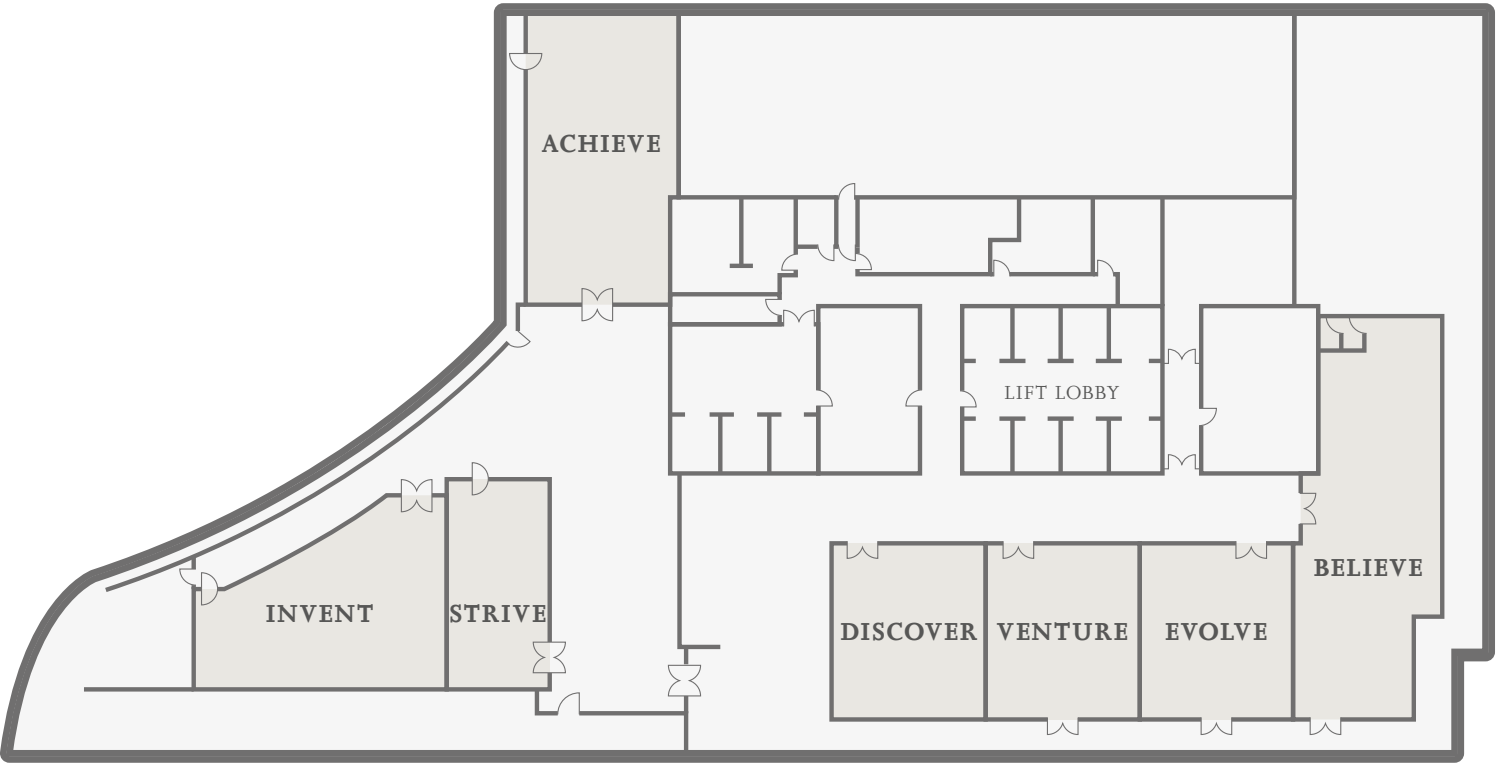 ACHIEVE
LIFT LOBBY
BELIEVE
INVENT
STRIVE
DISCOVER
VENTURE
EVOLVE